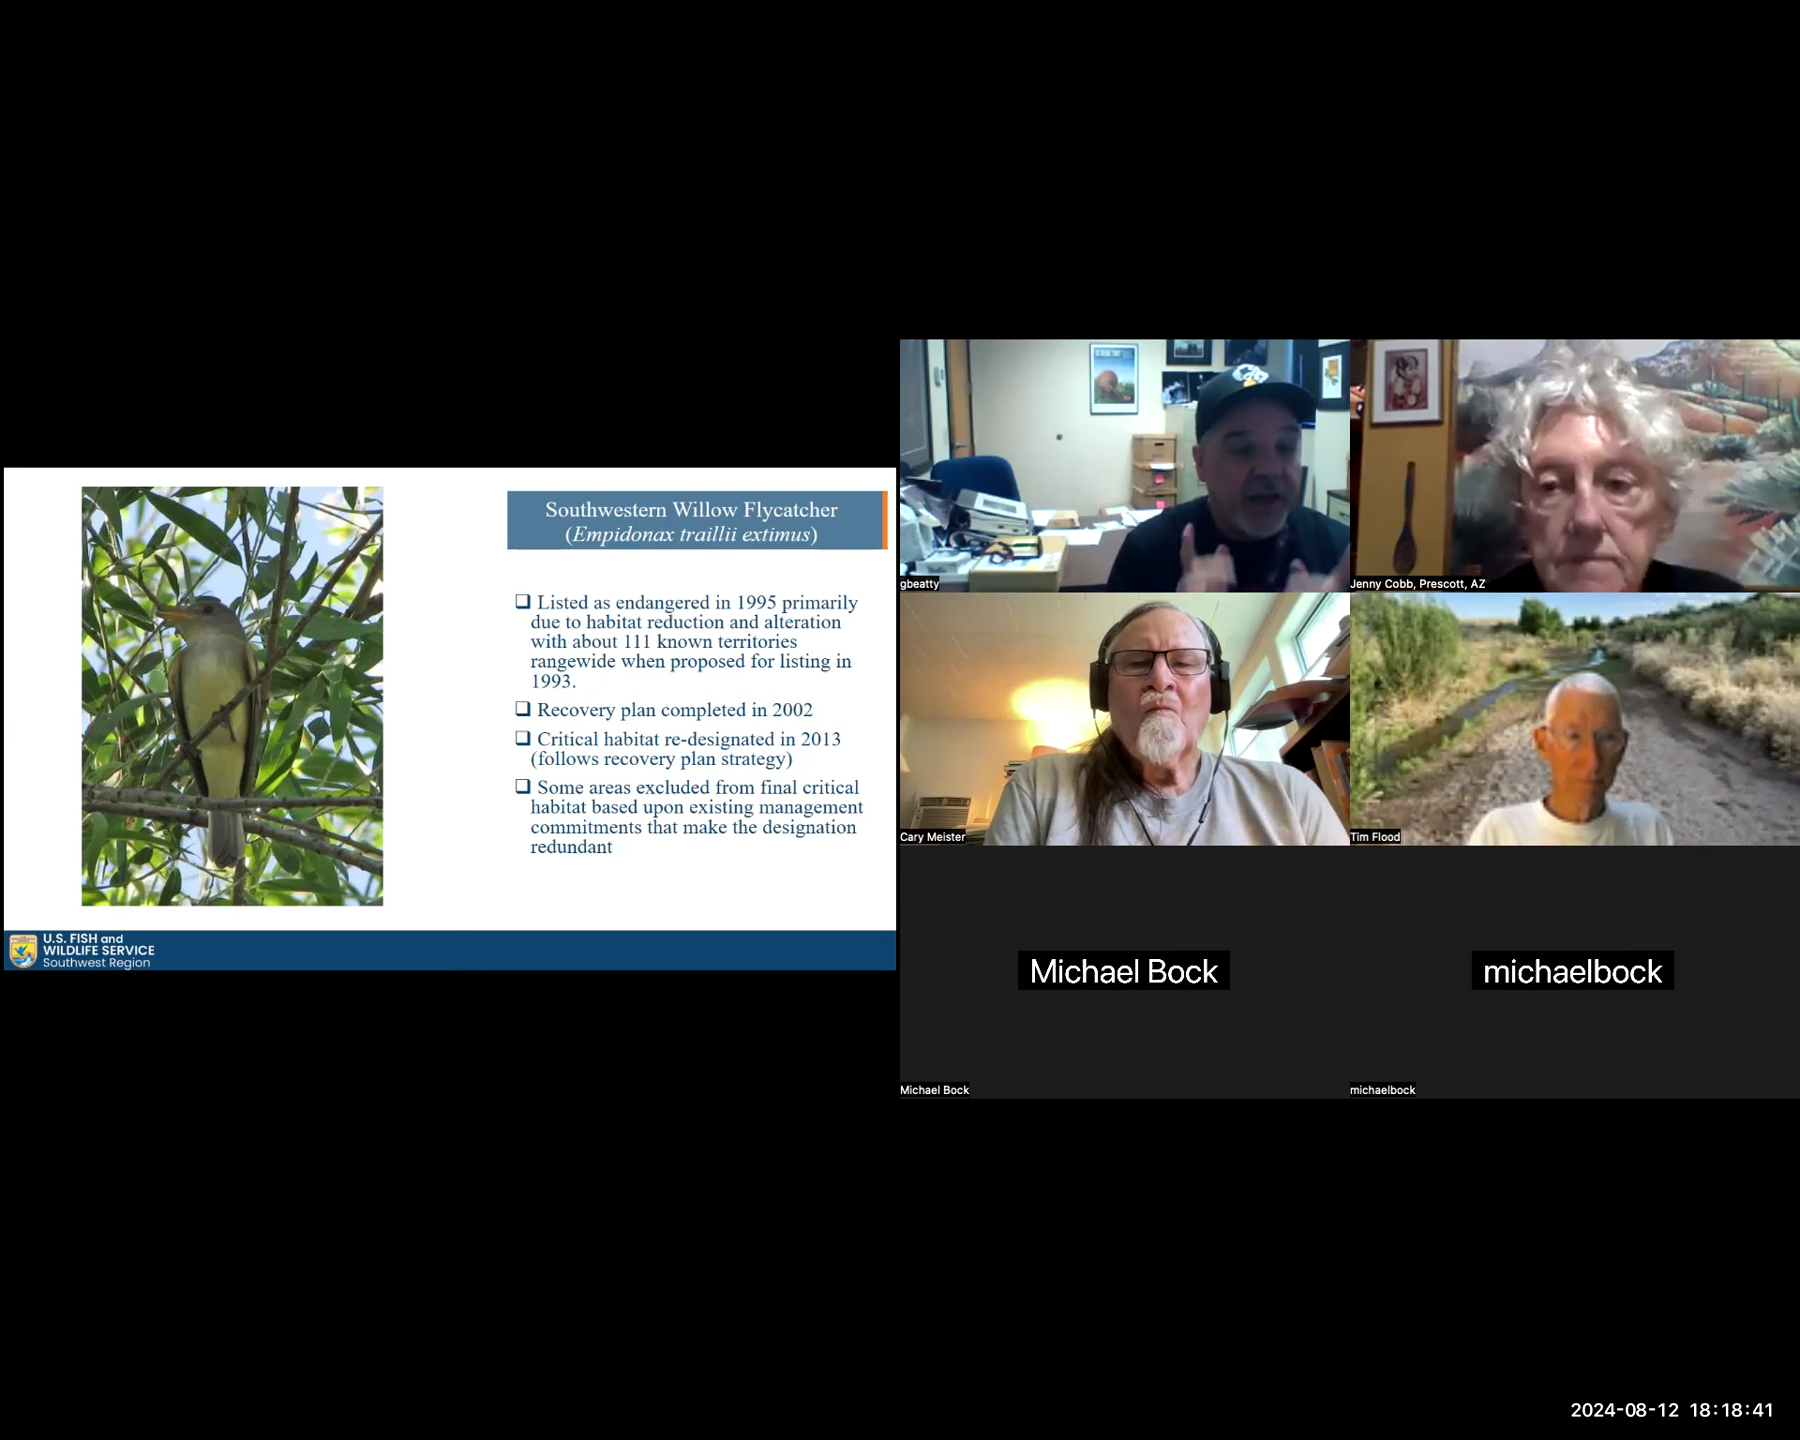 Southwestern Willow Flycatcher
(Empidonax traillii extimus)
❑ Listed as endangered in 1995 primarily
due to habitat reduction and alteration
with about 111 known territories
rangewide when proposed for listing in
1993.
❑ Recovery plan completed in 2002
❑ Critical habitat re-designated in 2013
(follows recovery plan strategy)
❑ Some areas excluded from final critical
habitat based upon existing management
commitments that make the designation
redundant
U.S. FISH and
WILDLIFE SERVICE
Southwest Region
gbeatty
Jenny Cobb, Prescott, AZ
Cary Meister
Tim Flood
Michael Bock
michaelbock
Michael Bock
michaelbock
2024-08-12 18:18:41